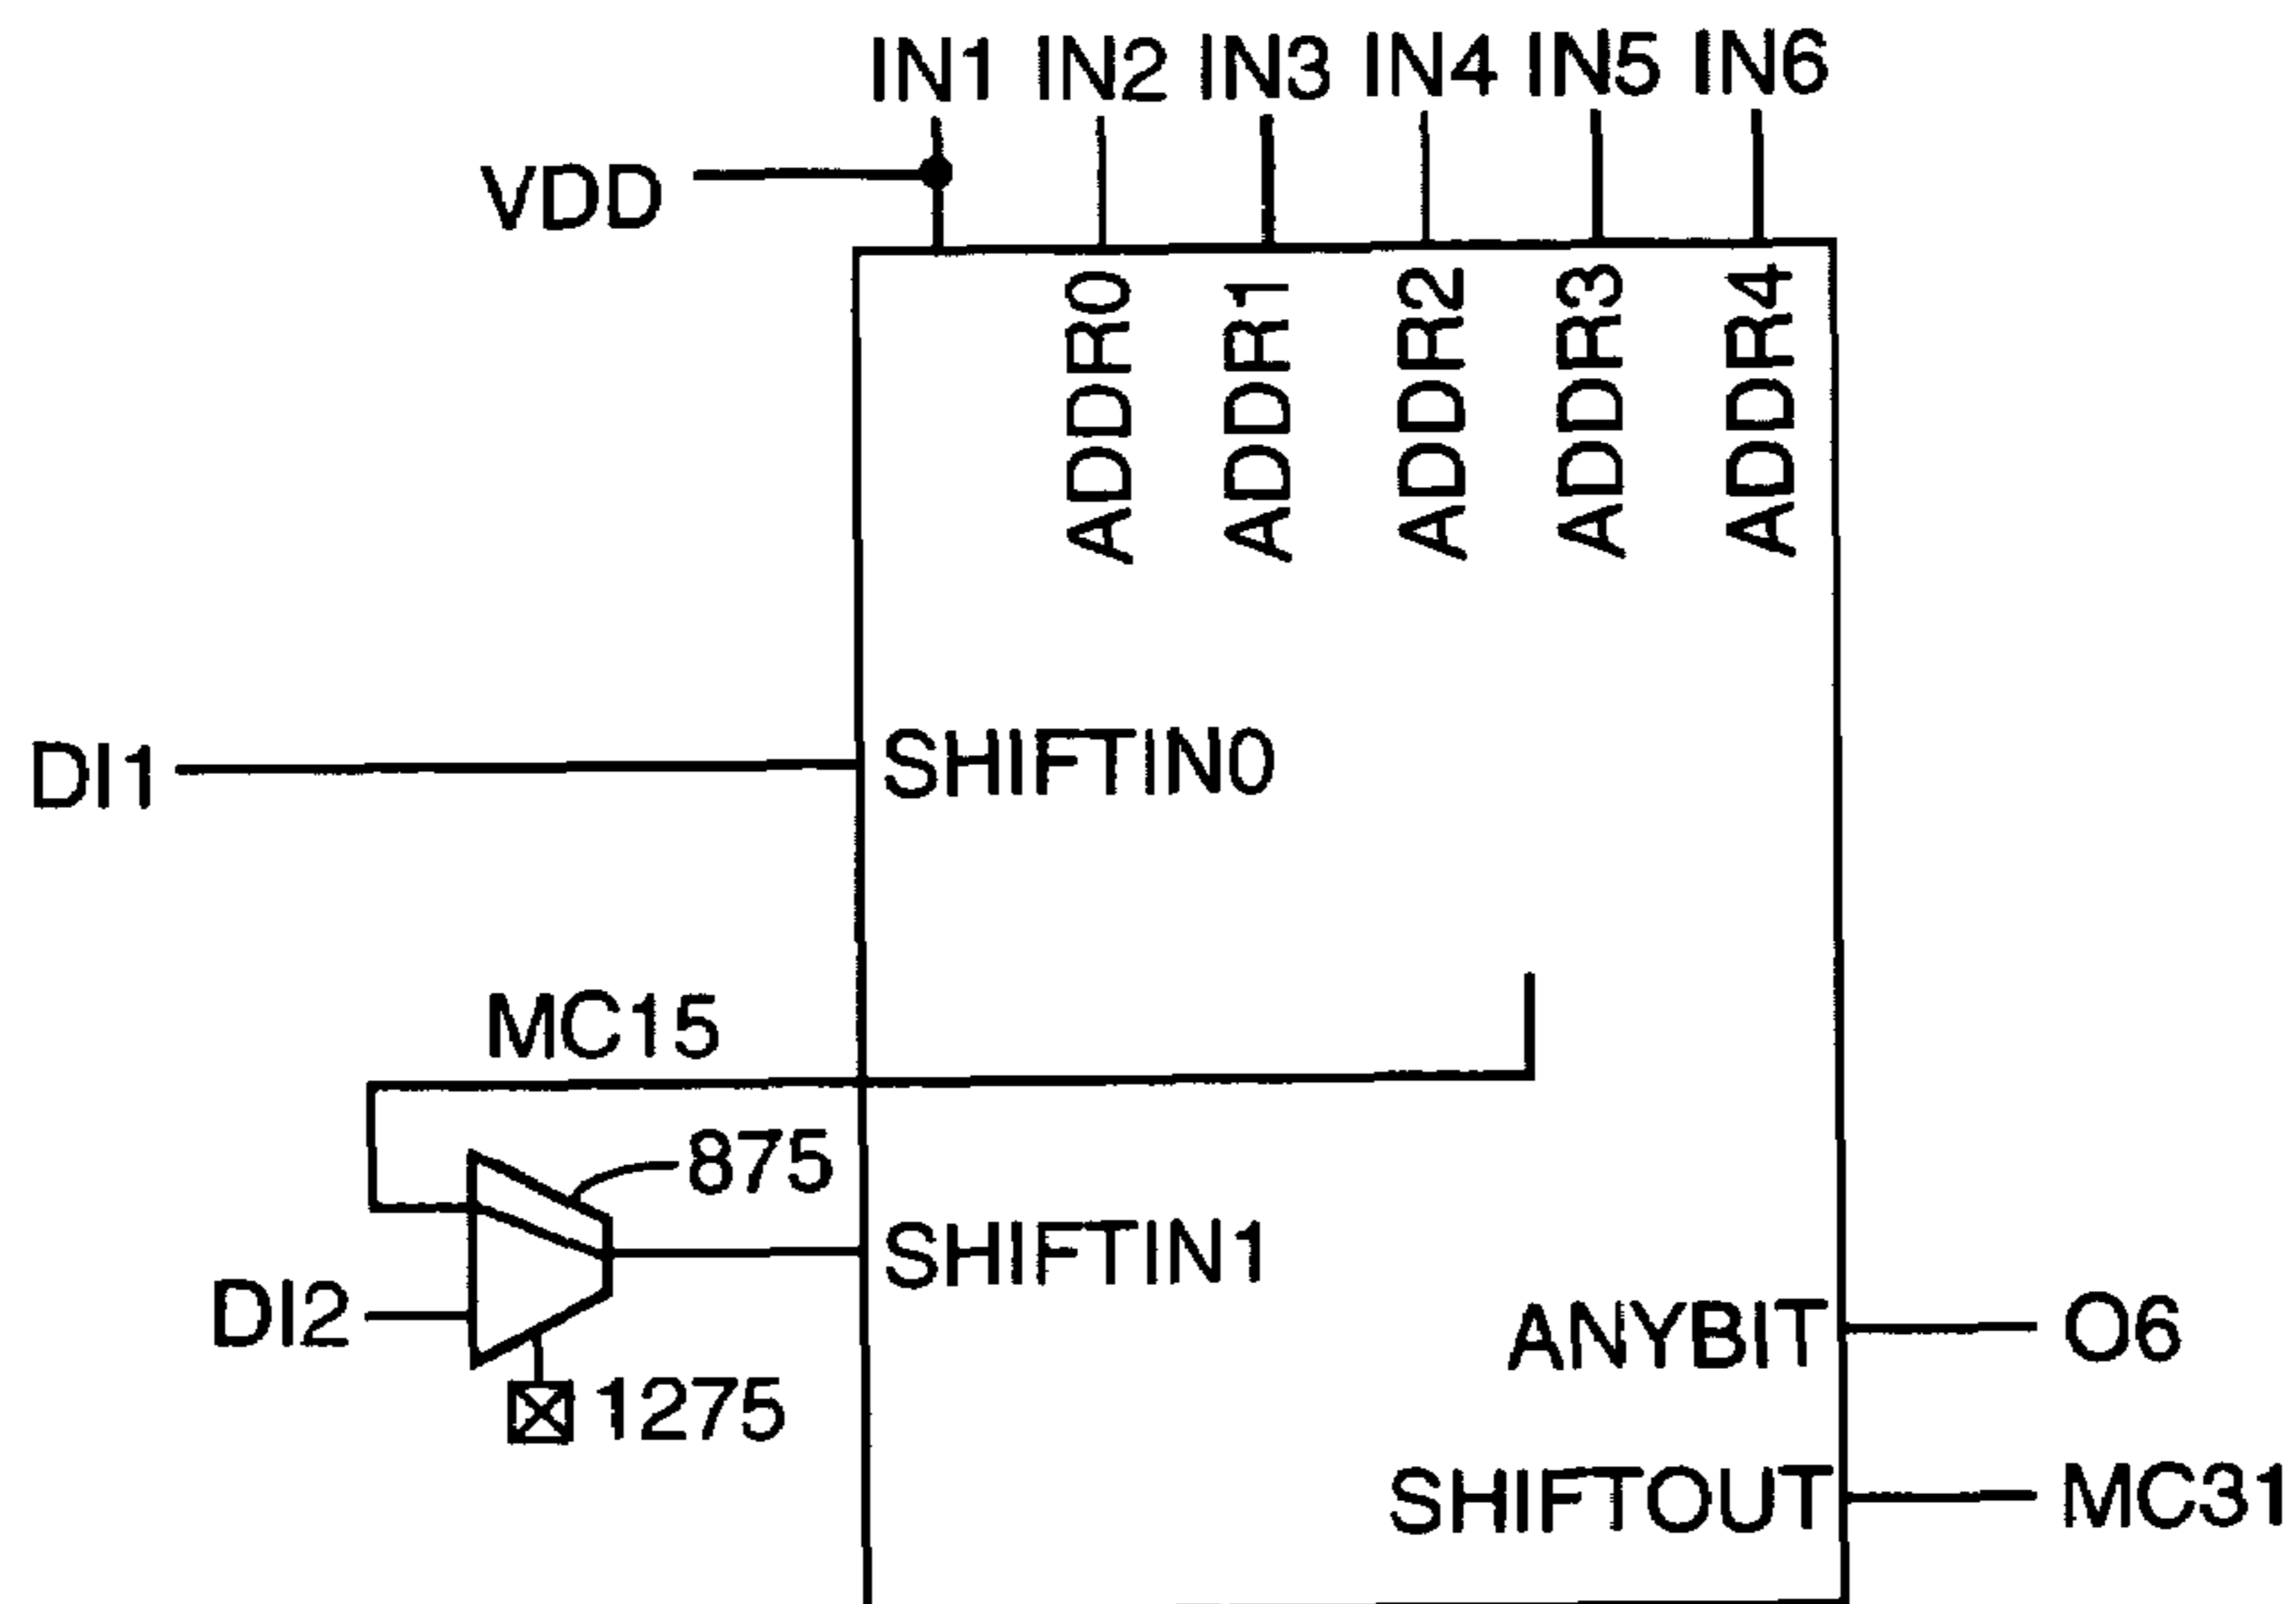 IN1 IN2 IN3 IN4 IN5 IN6
VDD
ADDR0
ADDR1
ADDR2
ADDR3
ADDR4
DI1
SHIFTIN0
MC15
875
SHIFTIN1
DI2
1275
ANYBIT
O6
SHIFTOUT
MC31